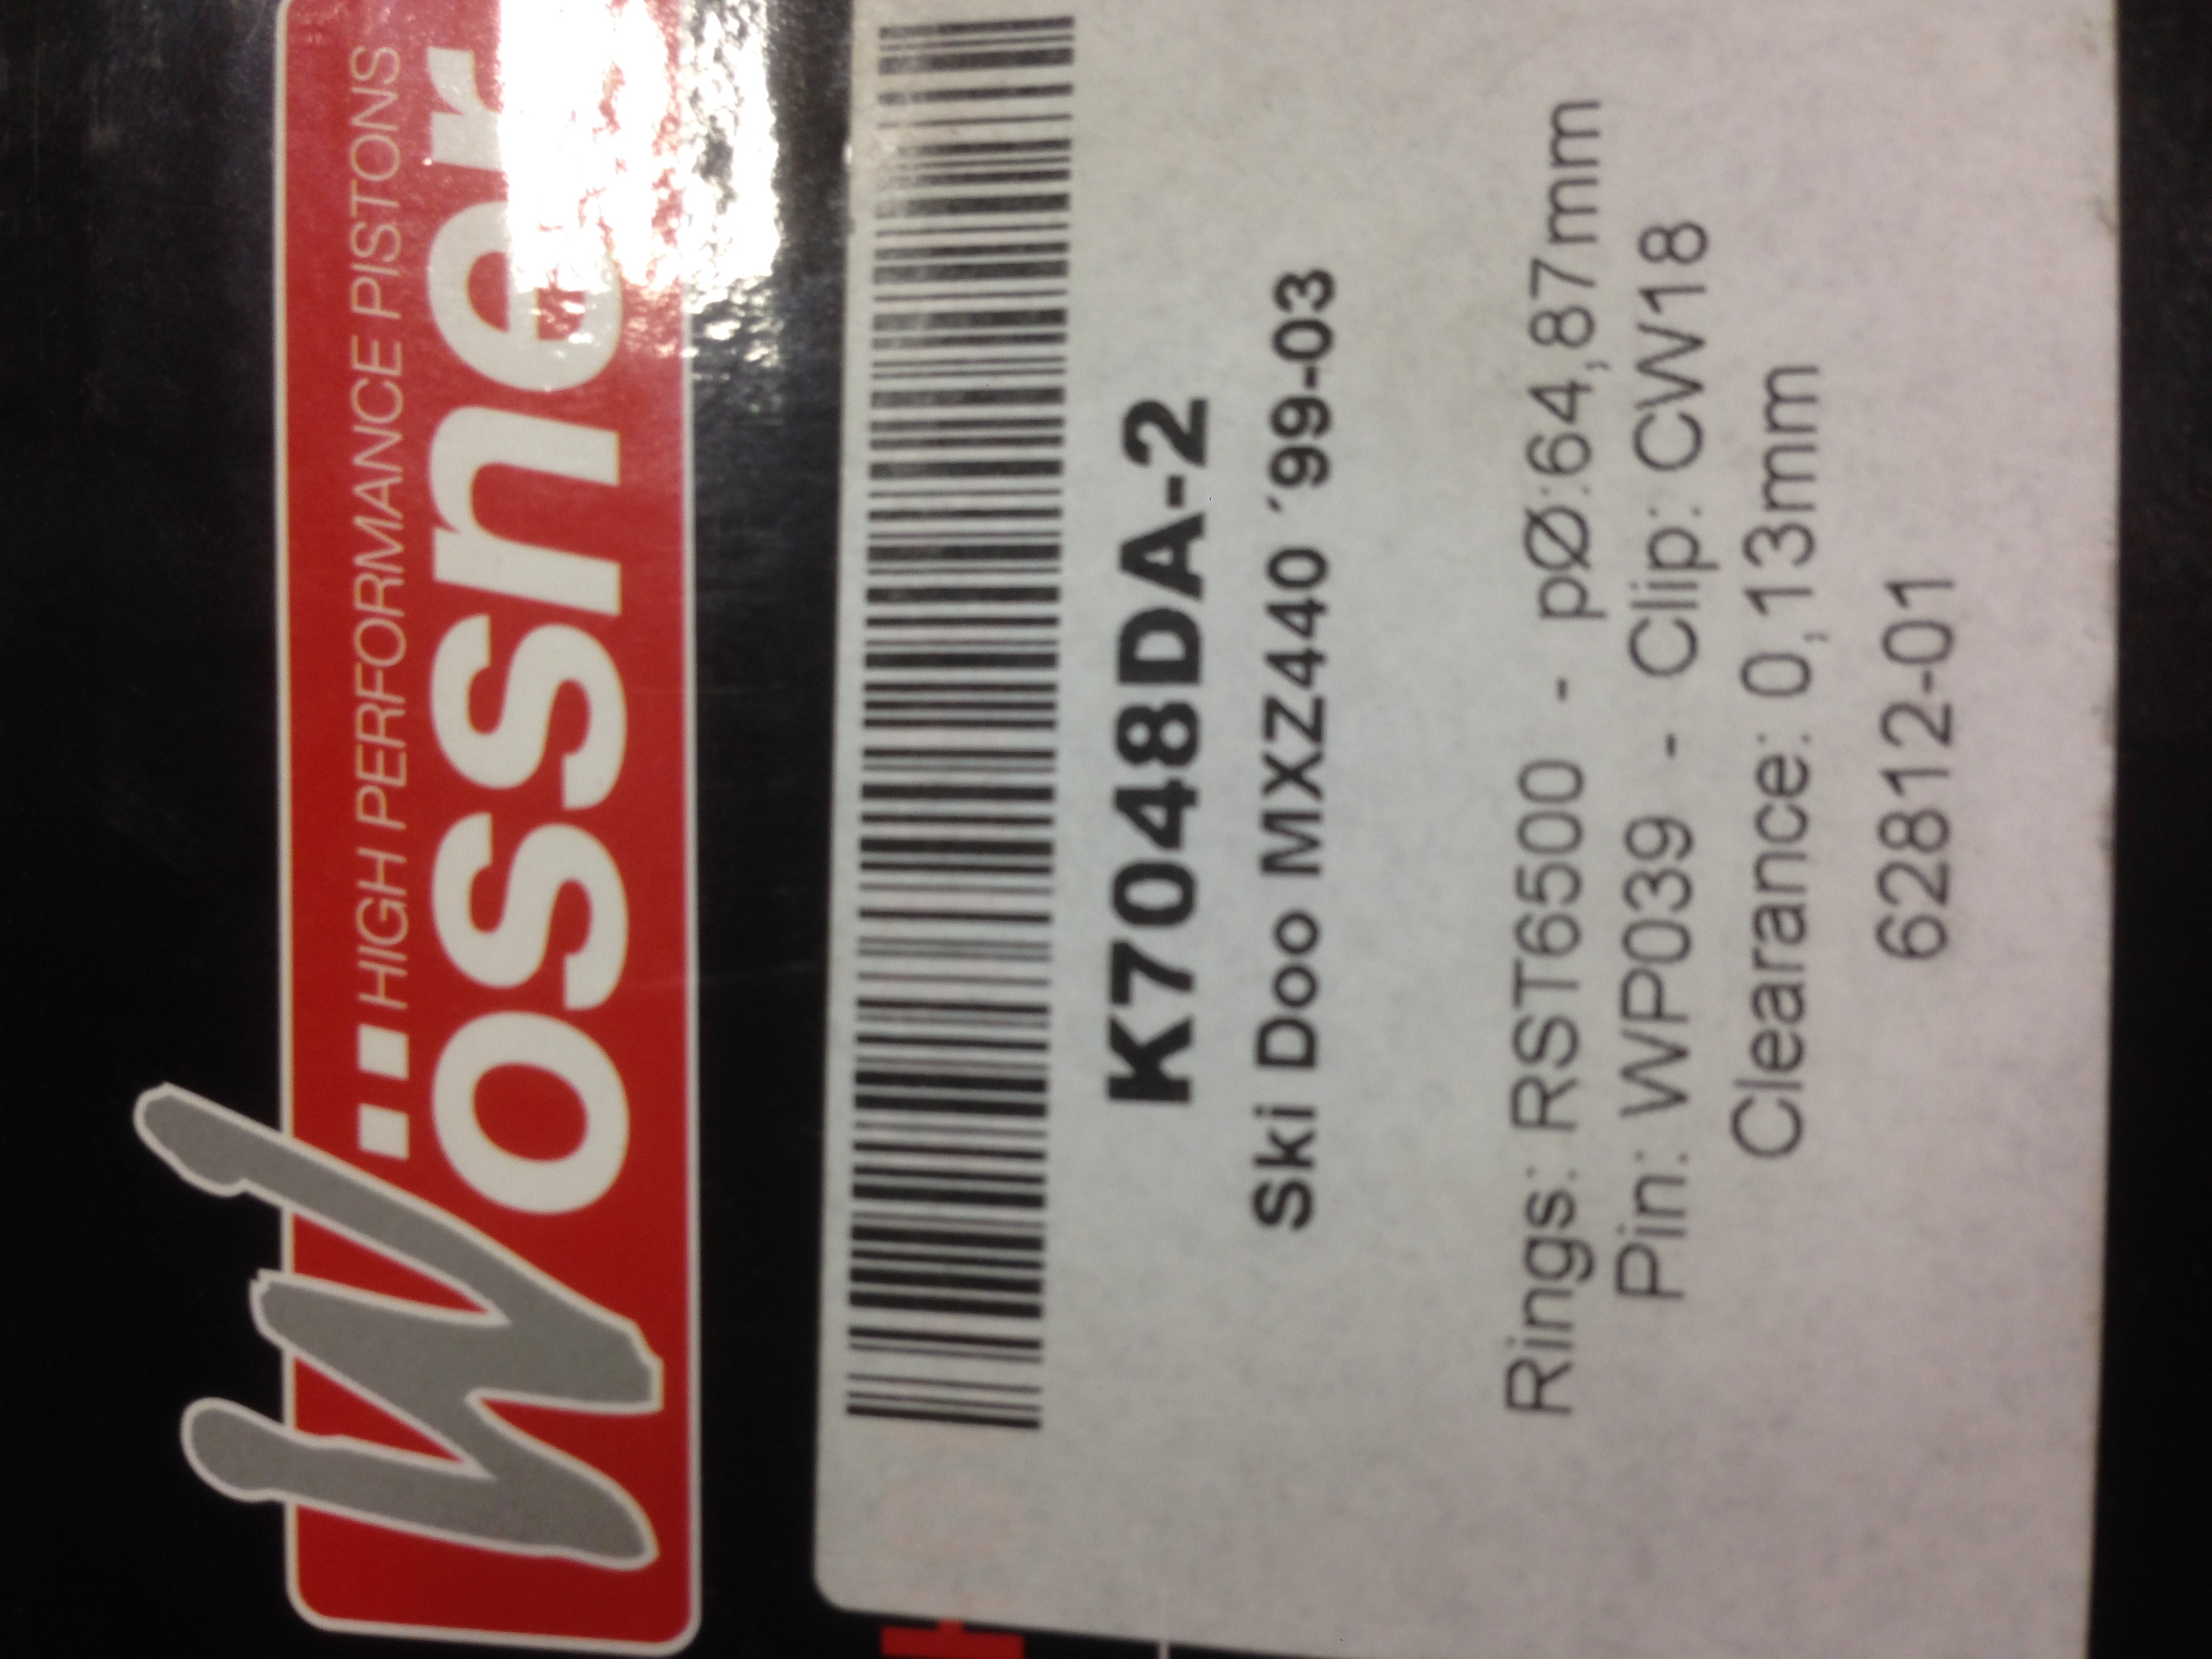 HIGH PERFORMANCE PISTONS
Wössner
K7048DA-2
Ski Doo MXZ440 ´99-03
Rings: RST6500 - pØ:64,87mm
Pin: WP039 - Clip: CW18
Clearance: 0,13mm
62812-01